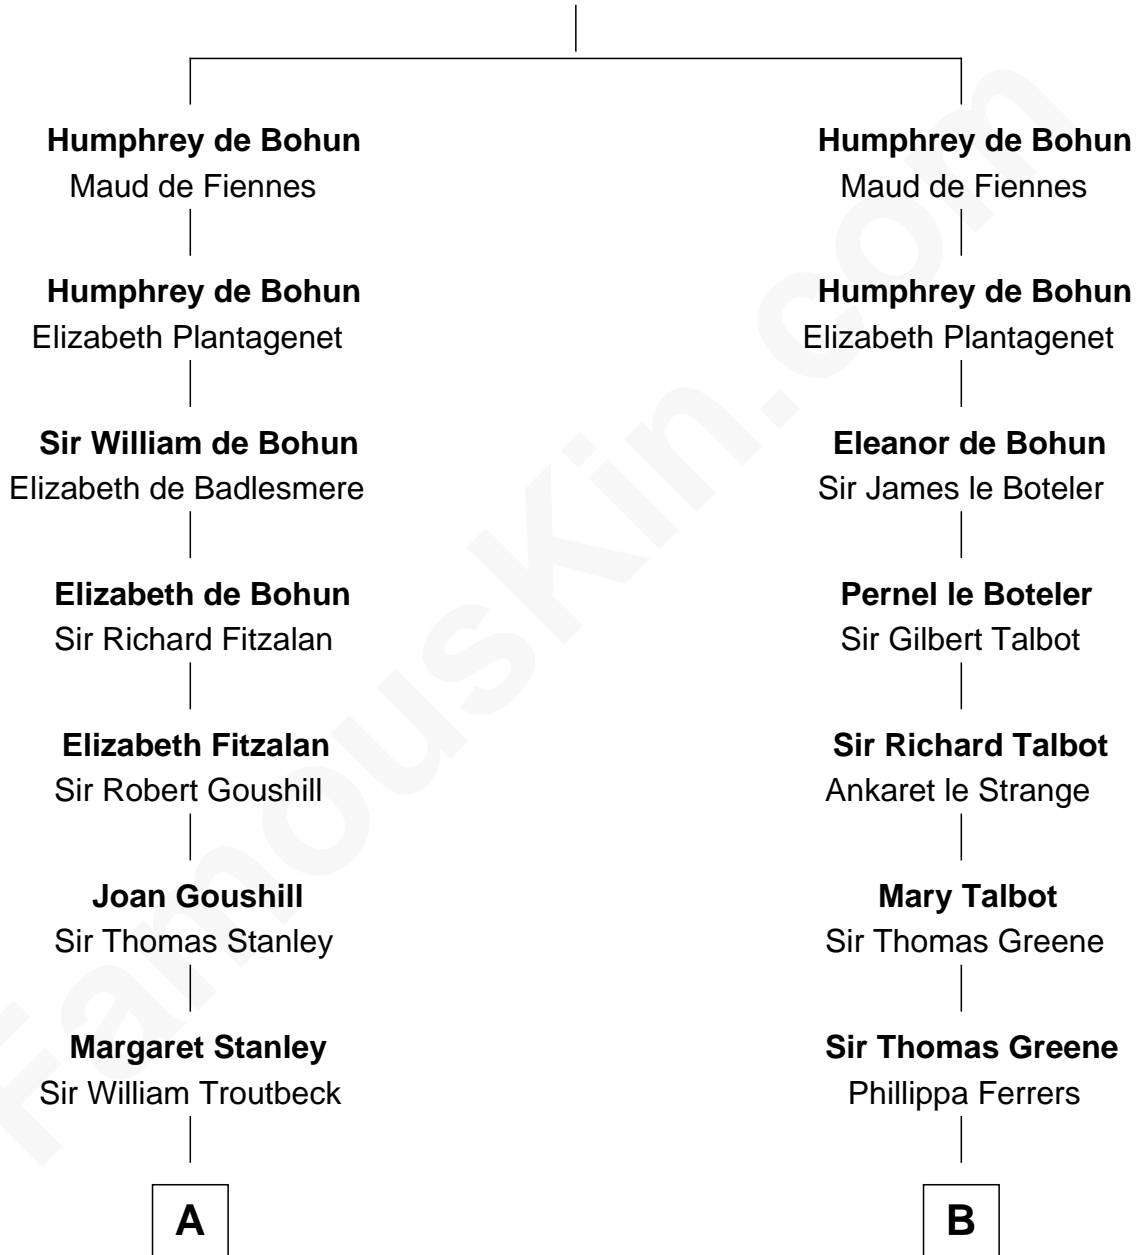 Humphrey de Bohun
Maud de Fiennes
Humphrey de Bohun
Elizabeth Plantagenet
Sir William de Bohun
Elizabeth de Badlesmere
Elizabeth de Bohun
Sir Richard Fitzalan
Elizabeth Fitzalan
Sir Robert Goushill
Joan Goushill
Sir Thomas Stanley
Margaret Stanley
Sir William Troutbeck
A
Humphrey de Bohun
Maud de Fiennes
Humphrey de Bohun
Elizabeth Plantagenet
Eleanor de Bohun
Sir James le Boteler
Pernel le Boteler
Sir Gilbert Talbot
Sir Richard Talbot
Ankaret le Strange
Mary Talbot
Sir Thomas Greene
Sir Thomas Greene
Phillippa Ferrers
B
FamousKin.com